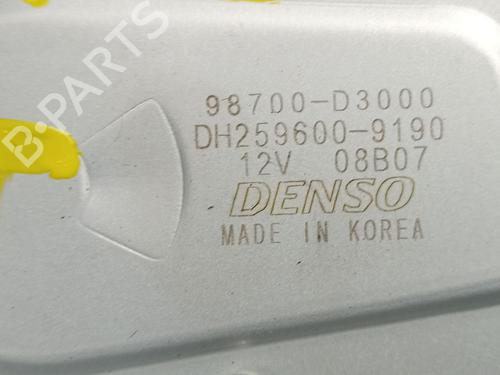 B-PARTS
98700-D3000
DH259600-9190
12V 08B07
DENSO
MADE IN KOREA